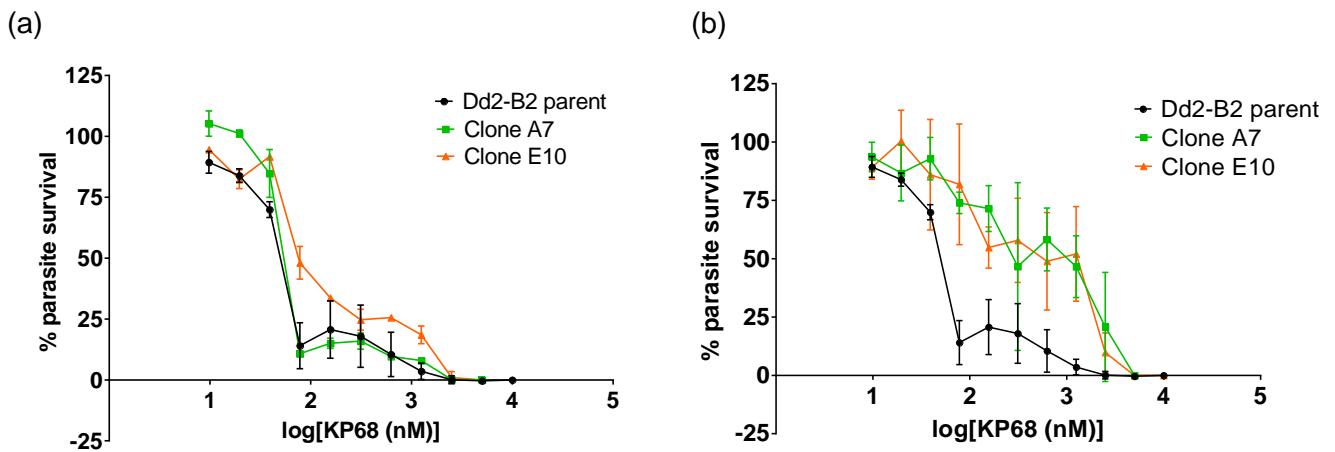 (a)
% parasite survival
125
100
75
50
25
0
-25
1
2
3
4
5
log[KP68 (nM)]
Dd2-B2 parent
Clone A7
Clone E10
(b)
% parasite survival
125
100
75
50
25
0
-25
1
2
3
4
5
log[KP68 (nM)]
Dd2-B2 parent
Clone A7
Clone E10